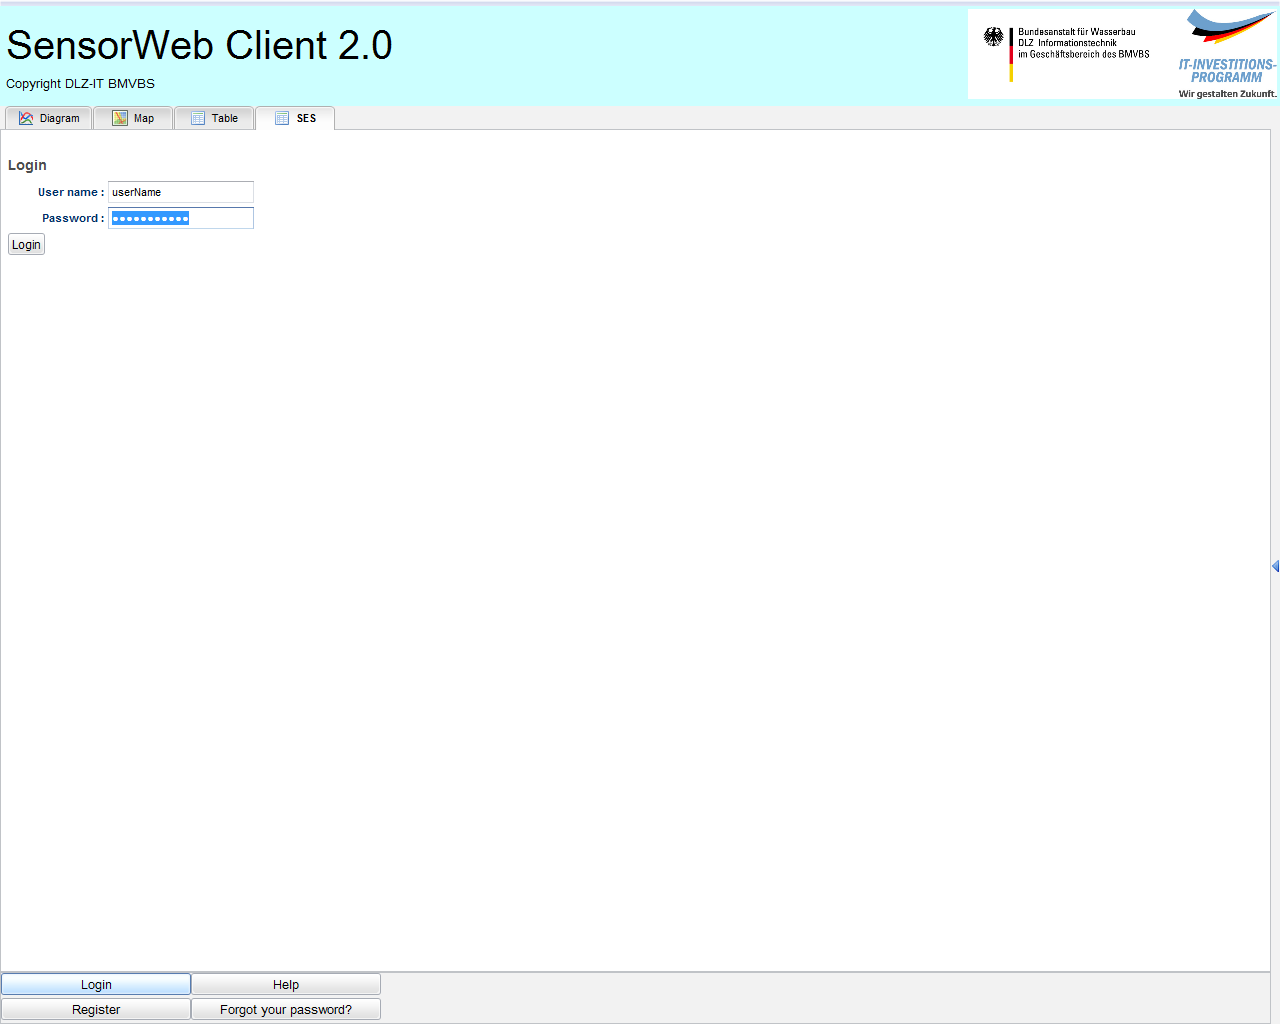 SensorWeb Client 2.0
Copyright DLZ-IT BMVBS
Bundesanstalt für Wasserbau
DLZ Informationstechnik
im Geschäftsbereich des BMVBS
IT-INVESTITIONS-
PROGRAMM
Wir gestalten Zukunft.
Diagram
Map
Table
SES
Login
User name :
userName
Password :
Login
Login
Help
Register
Forgot your password?